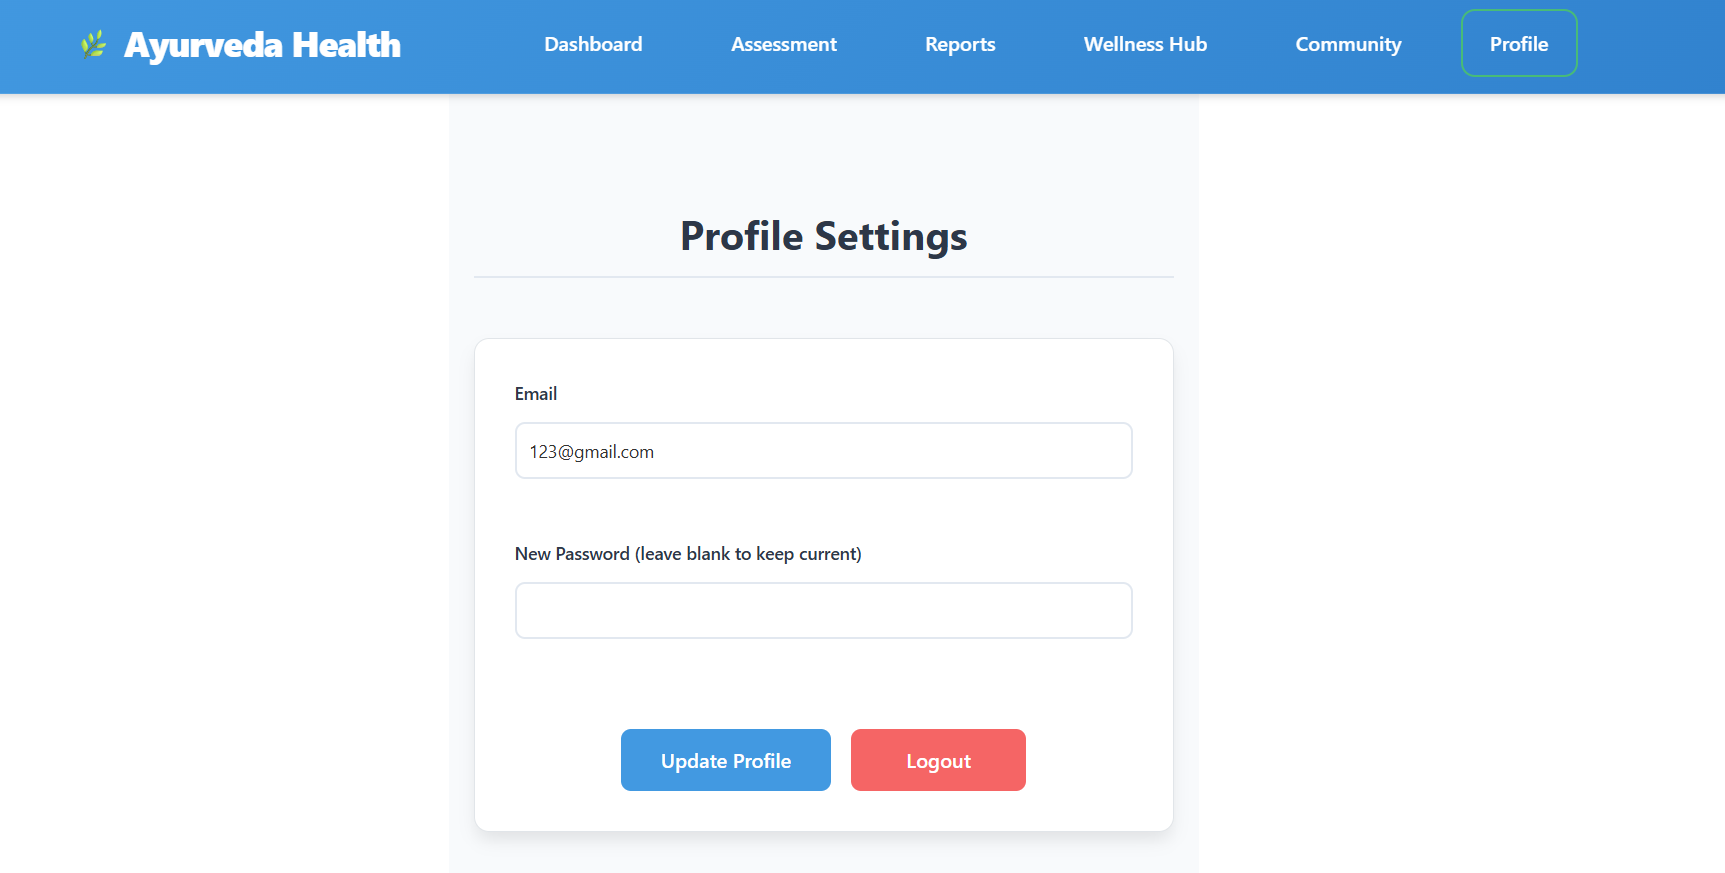 Ayurveda Health
Dashboard
Assessment
Reports
Wellness Hub
Community
Profile
Profile Settings
Email
123@gmail.com
New Password (leave blank to keep current)
Update Profile
Logout